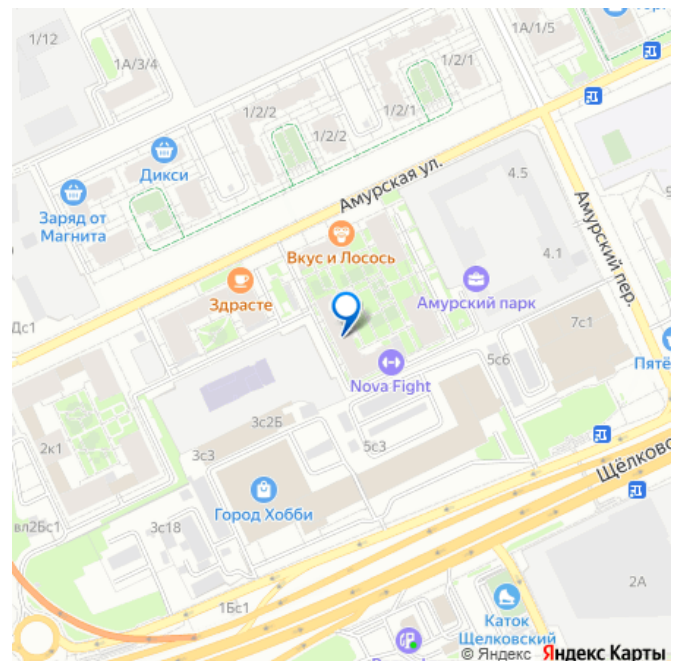 1/12
1А/3/4
1/2/1
1А/1/5
1/2/2
1/2/1
1/2/2
Дикси
Амурская ул.
4.5
Заряд от
Магнита
Амурский пер.
Вкус и Лосось
4.1
Здрасте
Амурский парк
7с1
5с6
Nova Fight
3с2Б
2к1
3с3
5с3
Щёлково
Город Хобби
вл2Бс1
3с18
2А
1Бс1
Каток
Щелковский
© Яндекс Яндекс Карты